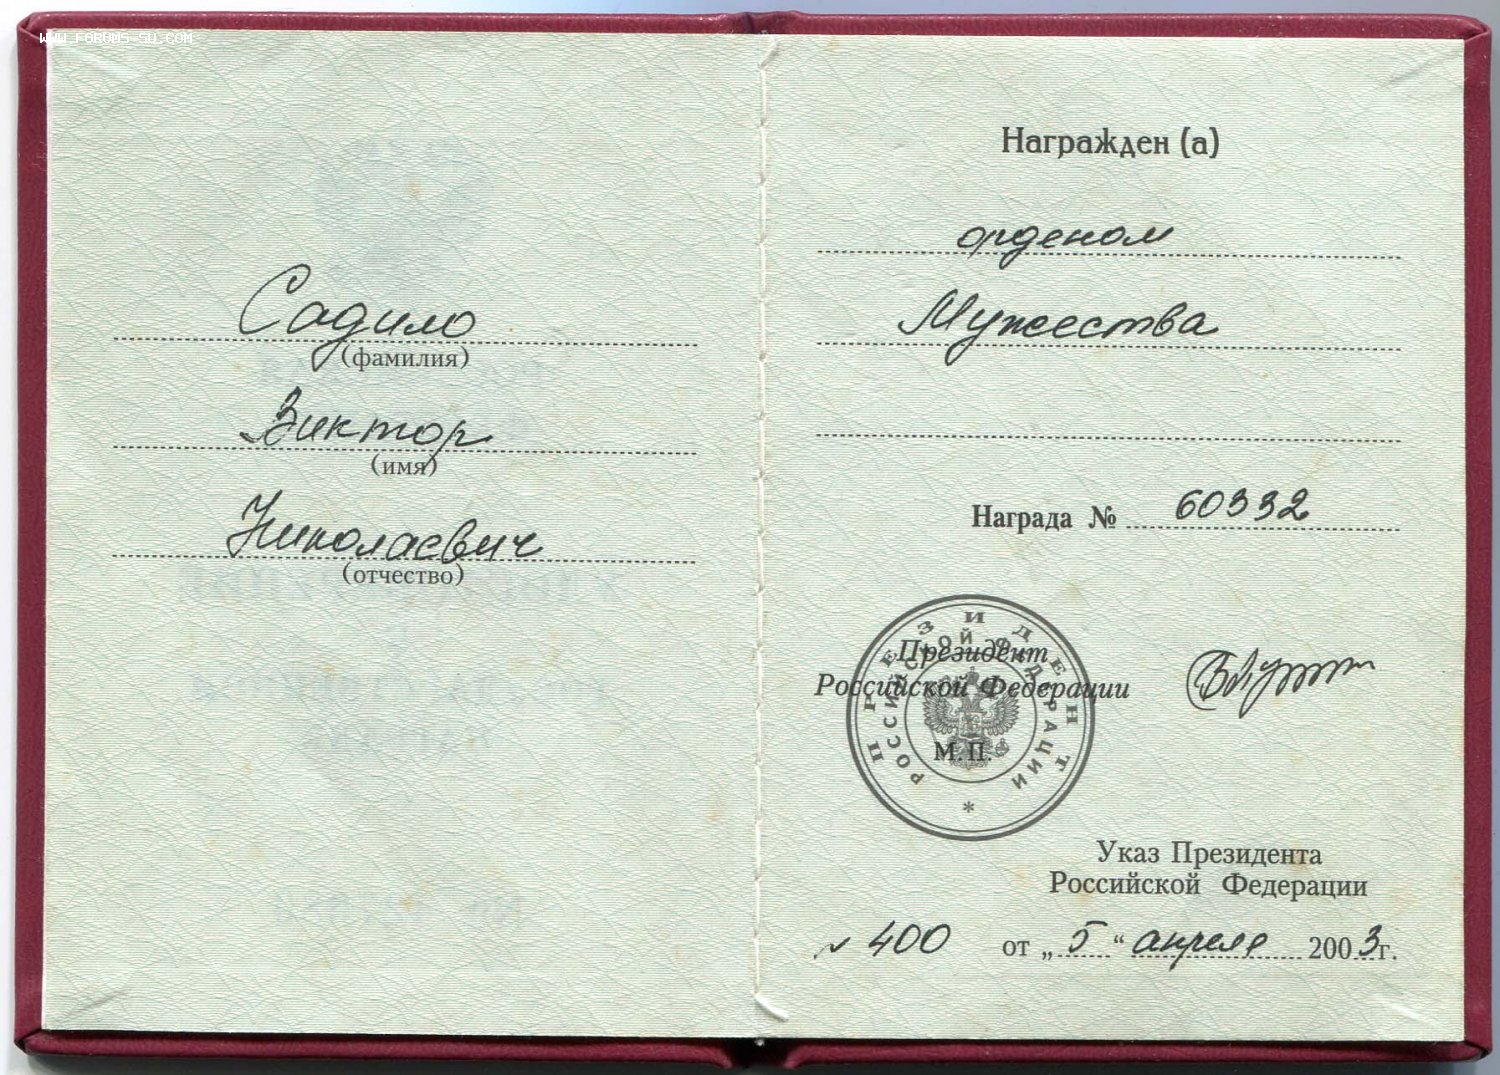 WWW.FORUMS-SU.COM
Садило
(фамилия)
Виктор
(имя)
Николаевич
(отчество)
Награжден (а)
орденом
Мужества
Награда № 60332
ПРЕЗИДЕНТ
РОССИЙСКОЙ ФЕДЕРАЦИИ
*
Президент
Российской Федерации
М.П.
Указ Президента
Российской Федерации
№ 400 от „5“ апреля 2003г.